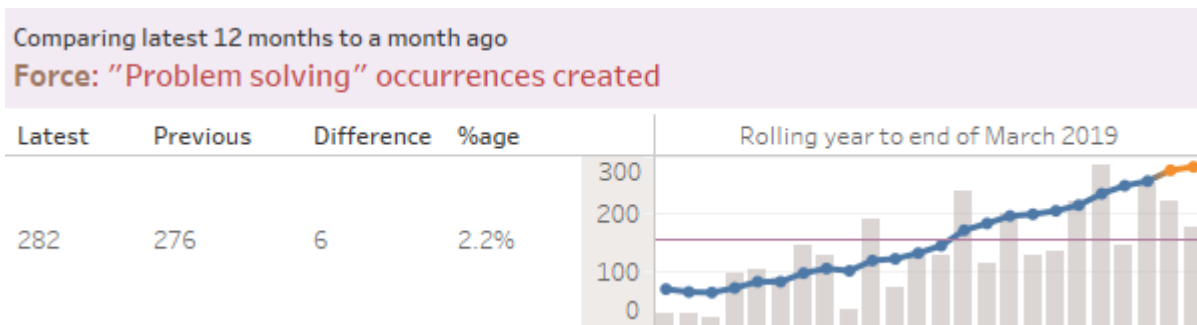 Comparing latest 12 months to a month ago
Force: "Problem solving" occurrences created
Latest Previous Difference %age Rolling year to end of March 2019
300
200
282 276 6 2.2%
100
0